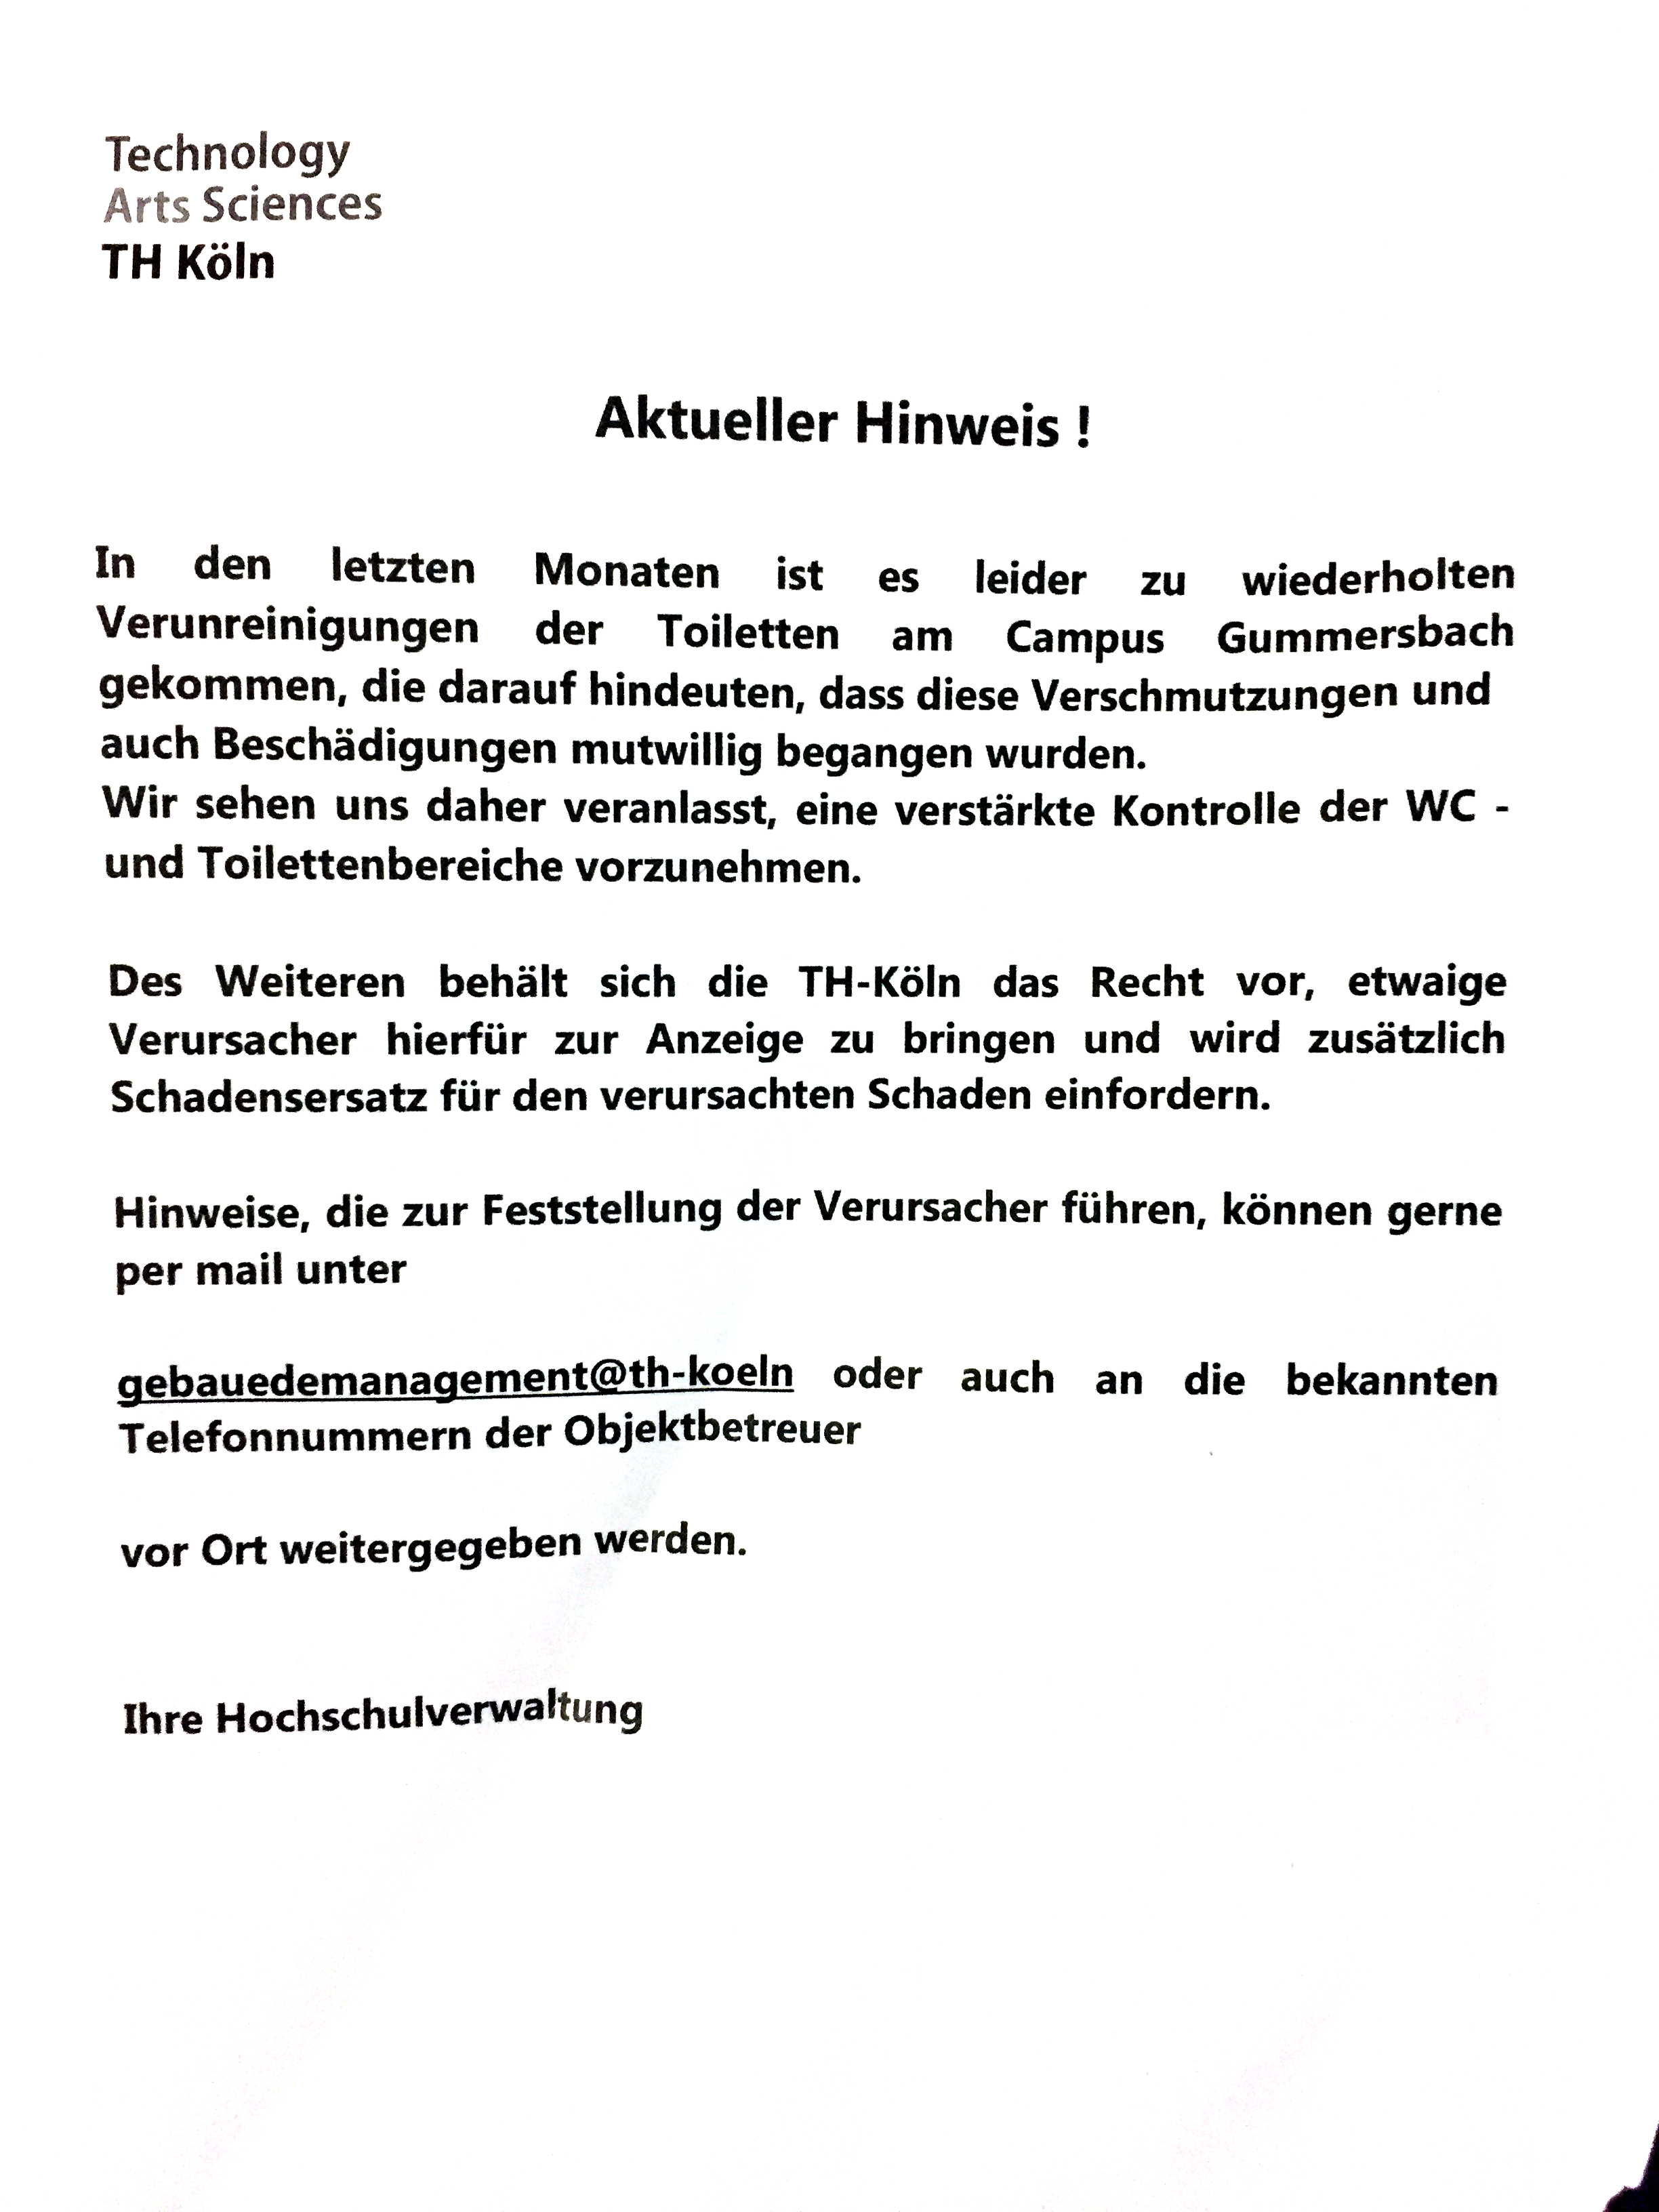 Technology
Arts Sciences
TH Köln
Aktueller Hinweis !
In den letzten Monaten ist es leider zu wiederholten
Verunreinigungen der Toiletten am Campus Gummersbach
gekommen, die darauf hindeuten, dass diese Verschmutzungen und
auch Beschädigungen mutwillig begangen wurden.
Wir sehen uns daher veranlasst, eine verstärkte Kontrolle der WC -
und Toilettenbereiche vorzunehmen.
Des Weiteren behält sich die TH-Köln das Recht vor, etwaige
Verursacher hierfür zur Anzeige zu bringen und wird zusätzlich
Schadensersatz für den verursachten Schaden einfordern.
Hinweise, die zur Feststellung der Verursacher führen, können gerne
per mail unter
gebauedemanagement@th-koeln oder auch an die bekannten
Telefonnummern der Objektbetreuer
vor Ort weitergegeben werden.
Ihre Hochschulverwaltung